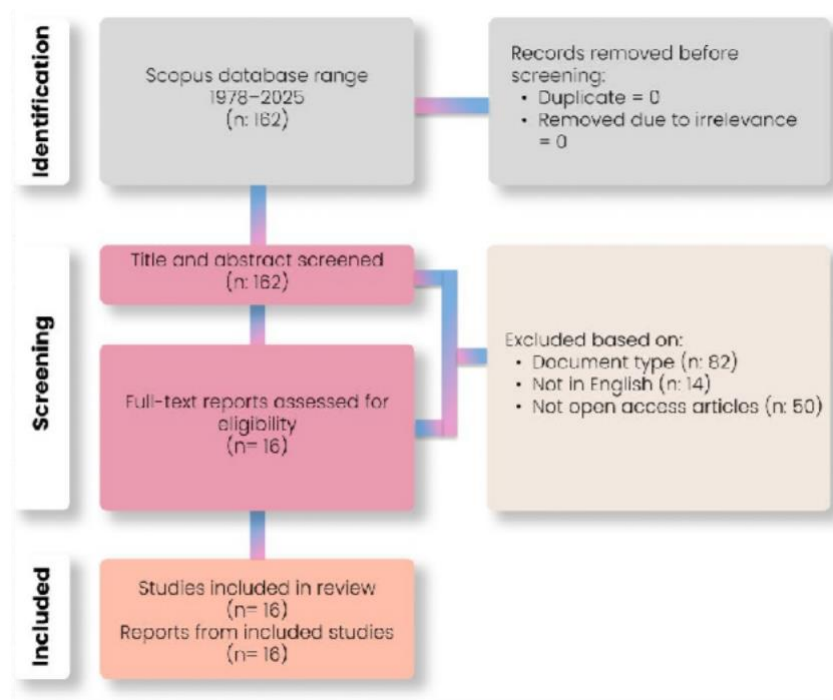 Identification
Scopus database range
1978–2025
(n: 162)
Records removed before
screening:
• Duplicate = 0
• Removed due to irrelevance
= 0
Screening
Title and abstract screened
(n: 162)
Full-text reports assessed for
eligibility
(n= 16)
Excluded based on:
• Document type (n: 82)
• Not in English (n: 14)
• Not open access articles (n: 50)
Included
Studies included in review
(n= 16)
Reports from included studies
(n= 16)